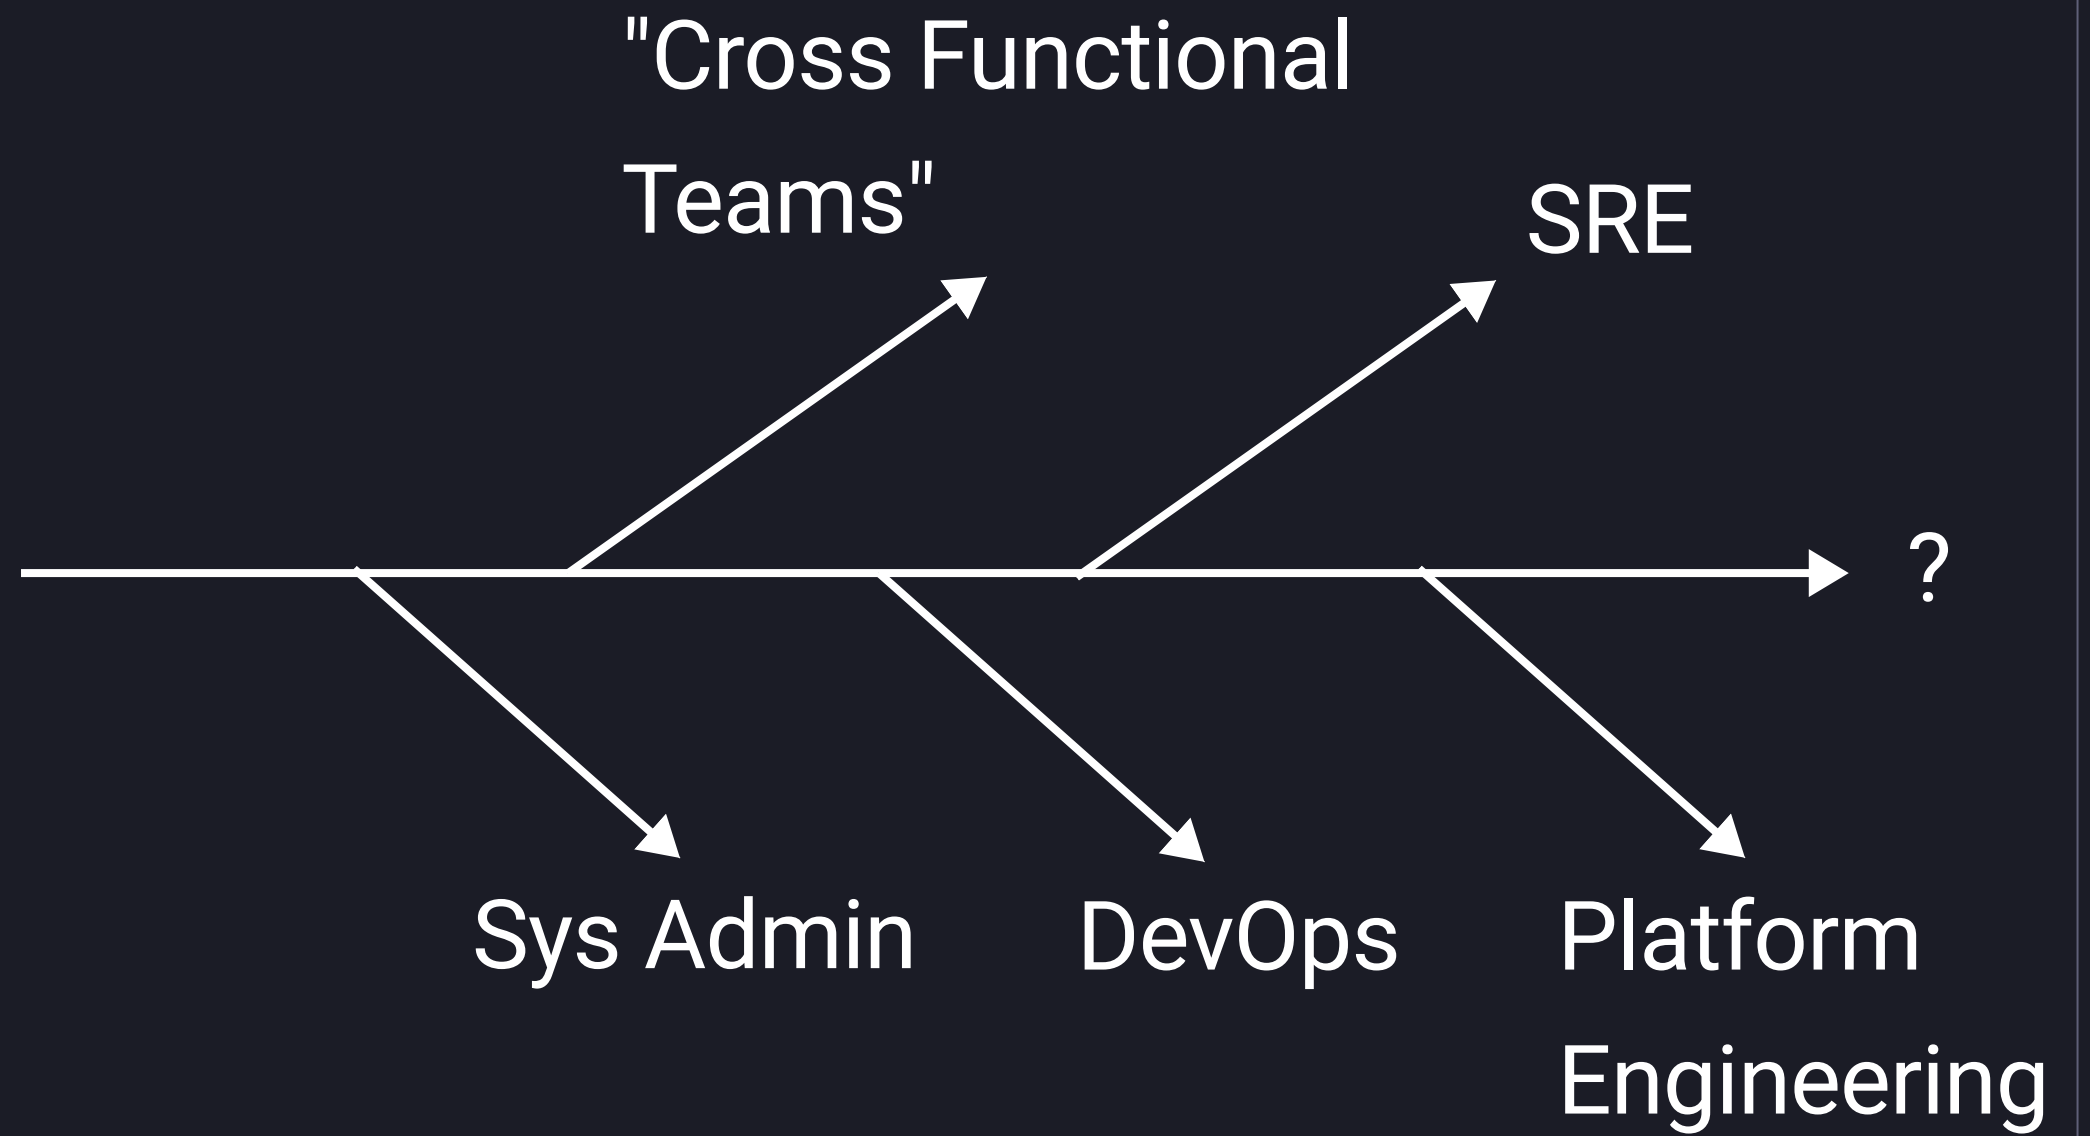 "Cross Functional
Teams"
SRE
?
Sys Admin
DevOps
Platform
Engineering